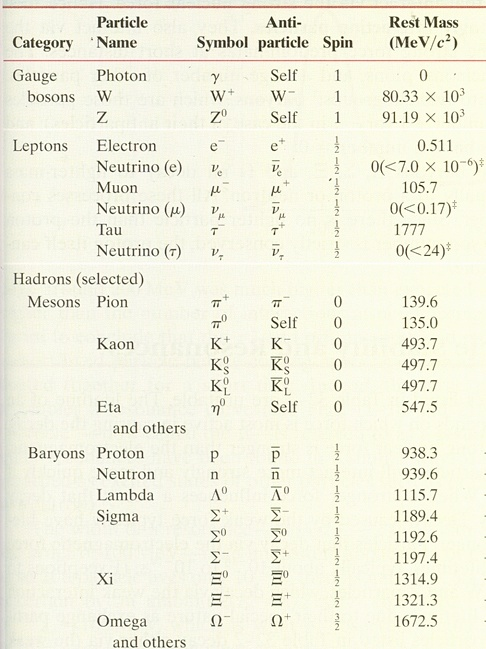 Particle Anti- Rest Mass
Category Name Symbol particle Spin (MeV/c²)
Gauge Photon γ Self 1 0
bosons W W⁺ W⁻ 1 80.33 × 10³
Z Z⁰ Self 1 91.19 × 10³
Leptons Electron e⁻ e⁺ ½ 0.511
Neutrino (e) νₑ ν̅ₑ ½ 0(<7.0 × 10⁻⁶)‡
Muon μ⁻ μ⁺ ½ 105.7
Neutrino (μ) ν_μ ν̅_μ ½ 0(<0.17)‡
Tau τ⁻ τ⁺ ½ 1777
Neutrino (τ) ν_τ ν̅_τ ½ 0(<24)‡
Hadrons (selected)
Mesons Pion π⁺ π⁻ 0 139.6
π⁰ Self 0 135.0
Kaon K⁺ K⁻ 0 493.7
K⁰_S K̅⁰_S 0 497.7
K⁰_L K̅⁰_L 0 497.7
Eta η⁰ Self 0 547.5
and others
Baryons Proton p p̅ ½ 938.3
Neutron n n̅ ½ 939.6
Lambda Λ⁰ Λ̅⁰ ½ 1115.7
Sigma Σ⁺ Σ̅⁻ ½ 1189.4
Σ⁰ Σ̅⁰ ½ 1192.6
Σ⁻ Σ̅⁺ ½ 1197.4
Xi Ξ⁰ Ξ̅⁰ ½ 1314.9
Ξ⁻ Ξ⁺ ½ 1321.3
Omega Ω⁻ Ω⁺ 3/2 1672.5
and others